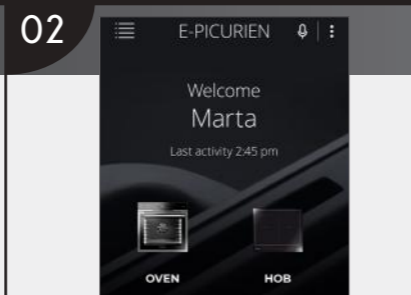 02
E-PICURIEN
Welcome
Marta
Last activity 2:45 pm
OVEN HOB